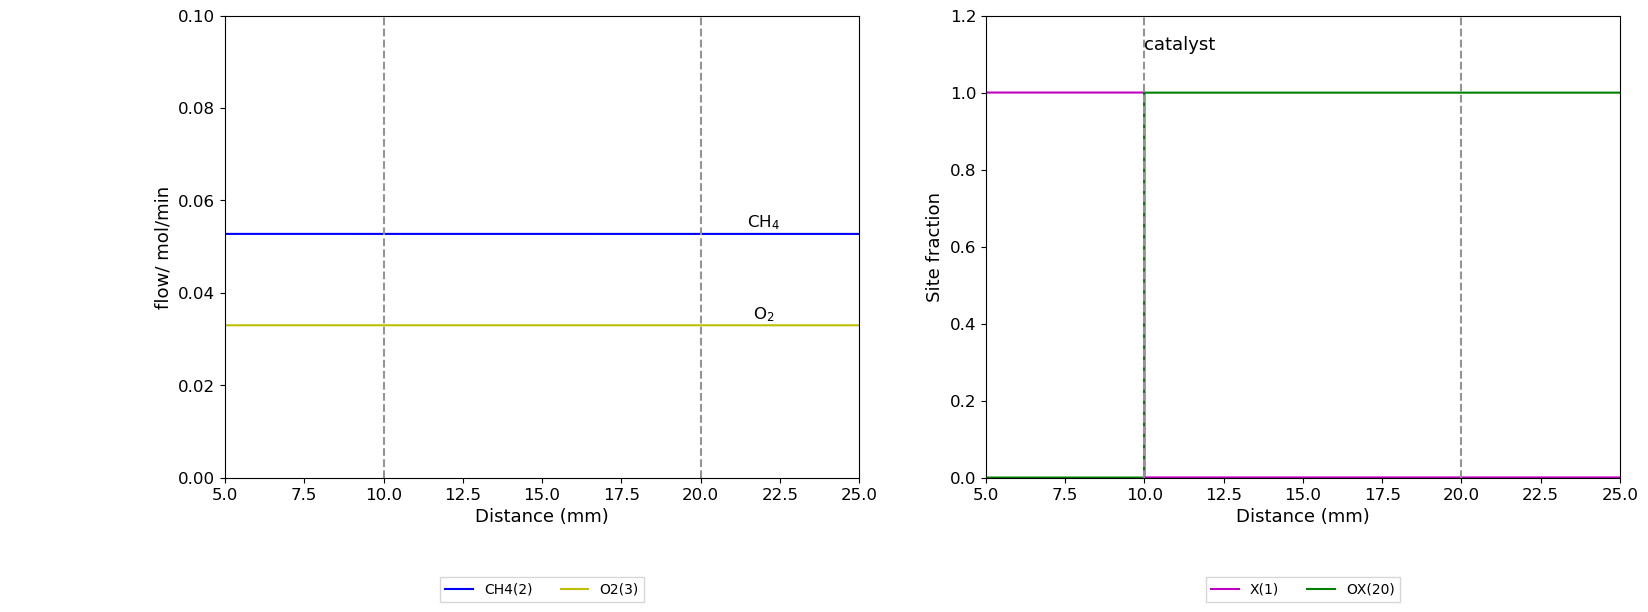 0.10
0.08
0.06
0.04
0.02
0.00
flow/ mol/min
CH4
O2
5.0 7.5 10.0 12.5 15.0 17.5 20.0 22.5 25.0
Distance (mm)
CH4(2) O2(3)
1.2
1.0
0.8
0.6
0.4
0.2
0.0
Site fraction
catalyst
5.0 7.5 10.0 12.5 15.0 17.5 20.0 22.5 25.0
Distance (mm)
X(1) OX(20)